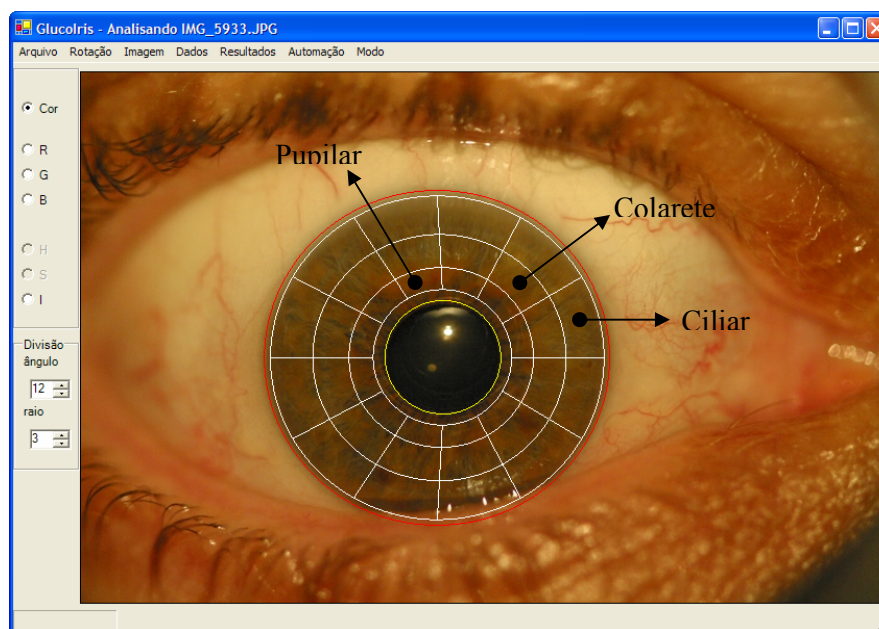 GlucoIris - Analisando IMG_5933.JPG
Arquivo Rotação Imagem Dados Resultados Automação Modo
Cor
R
G
B
H
S
I
Divisão
ângulo
12
raio
3
Pupilar
Colarete
Ciliar